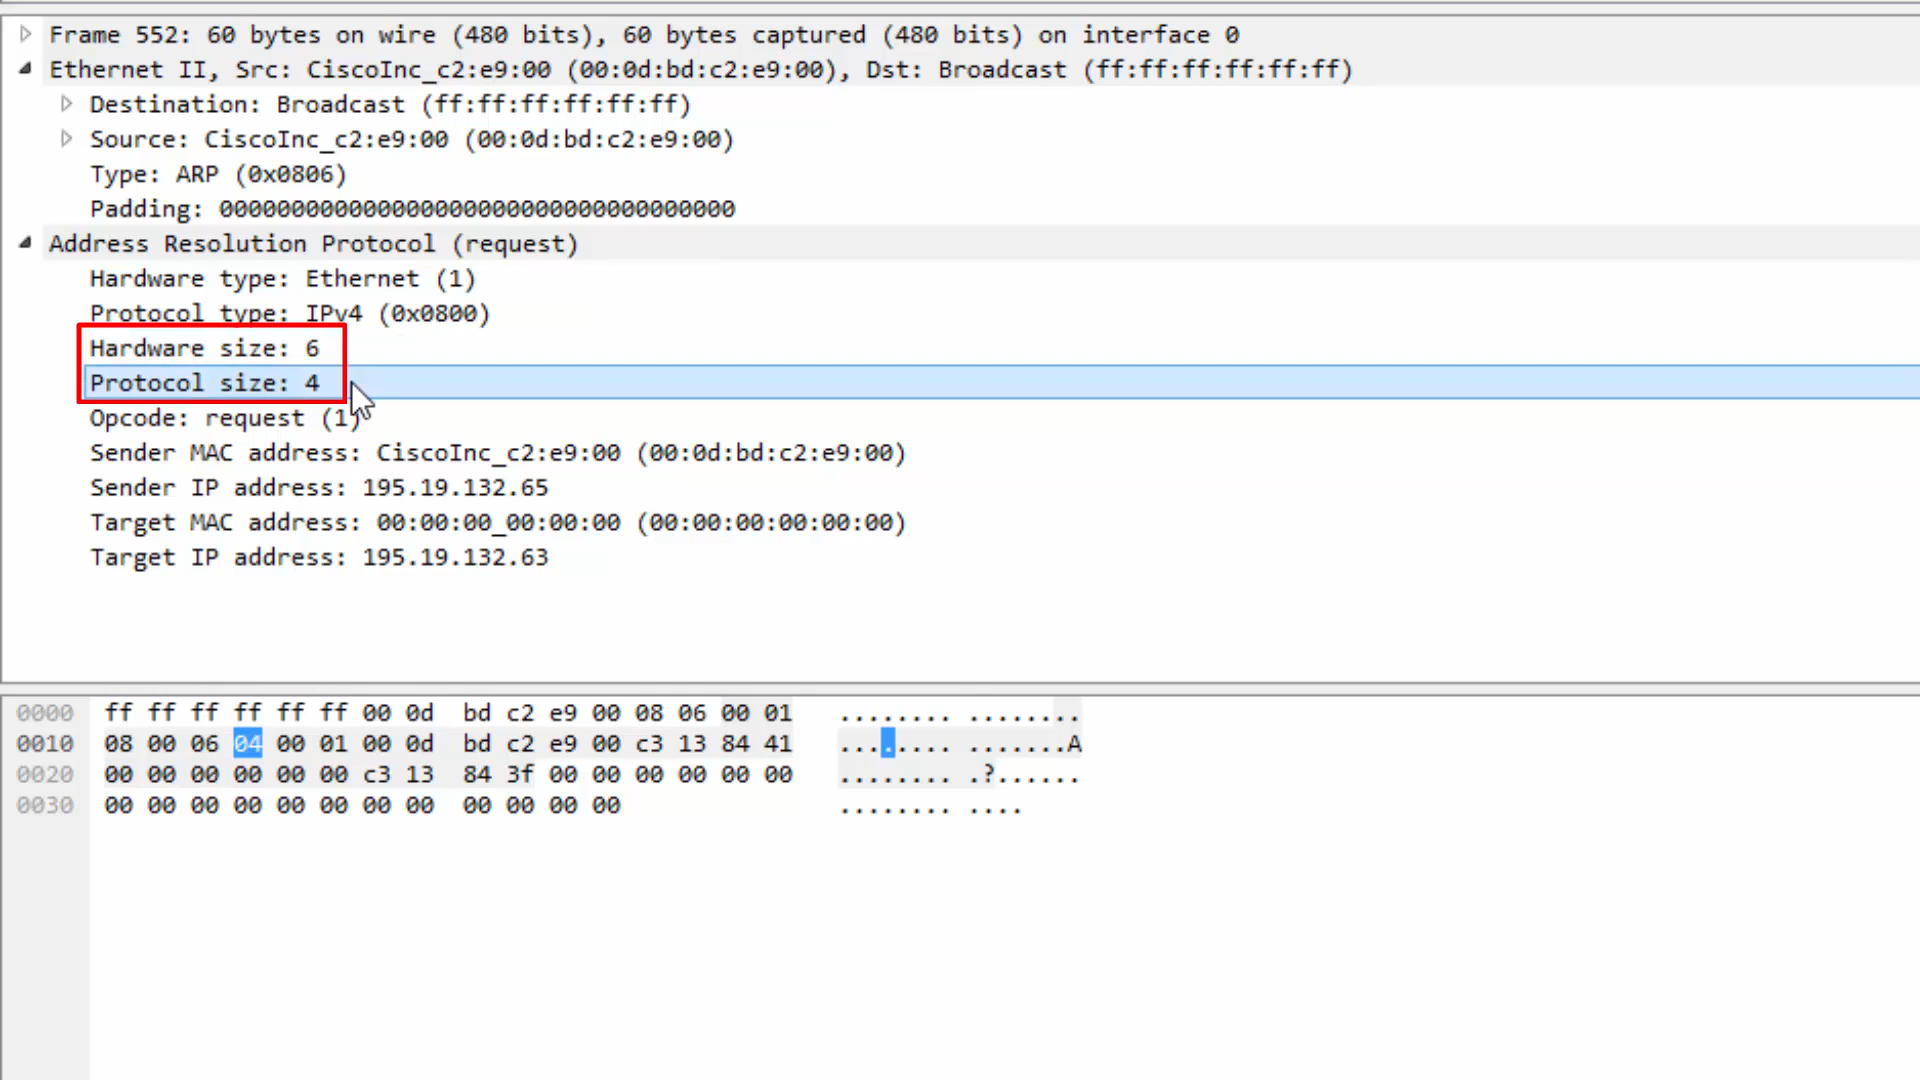 Frame 552: 60 bytes on wire (480 bits), 60 bytes captured (480 bits) on interface 0
Ethernet II, Src: CiscoInc_c2:e9:00 (00:0d:bd:c2:e9:00), Dst: Broadcast (ff:ff:ff:ff:ff:ff)
Destination: Broadcast (ff:ff:ff:ff:ff:ff)
Source: CiscoInc_c2:e9:00 (00:0d:bd:c2:e9:00)
Type: ARP (0x0806)
Padding: 000000000000000000000000000000000000
Address Resolution Protocol (request)
Hardware type: Ethernet (1)
Protocol type: IPv4 (0x0800)
Hardware size: 6
Protocol size: 4
Opcode: request (1)
Sender MAC address: CiscoInc_c2:e9:00 (00:0d:bd:c2:e9:00)
Sender IP address: 195.19.132.65
Target MAC address: 00:00:00_00:00:00 (00:00:00:00:00:00)
Target IP address: 195.19.132.63
0000 ff ff ff ff ff ff 00 0d bd c2 e9 00 08 06 00 01 ........ ........
0010 08 00 06 04 00 01 00 0d bd c2 e9 00 c3 13 84 41 ........ .......A
0020 00 00 00 00 00 00 c3 13 84 3f 00 00 00 00 00 00 ........ .?......
0030 00 00 00 00 00 00 00 00 00 00 00 00 ........ ....